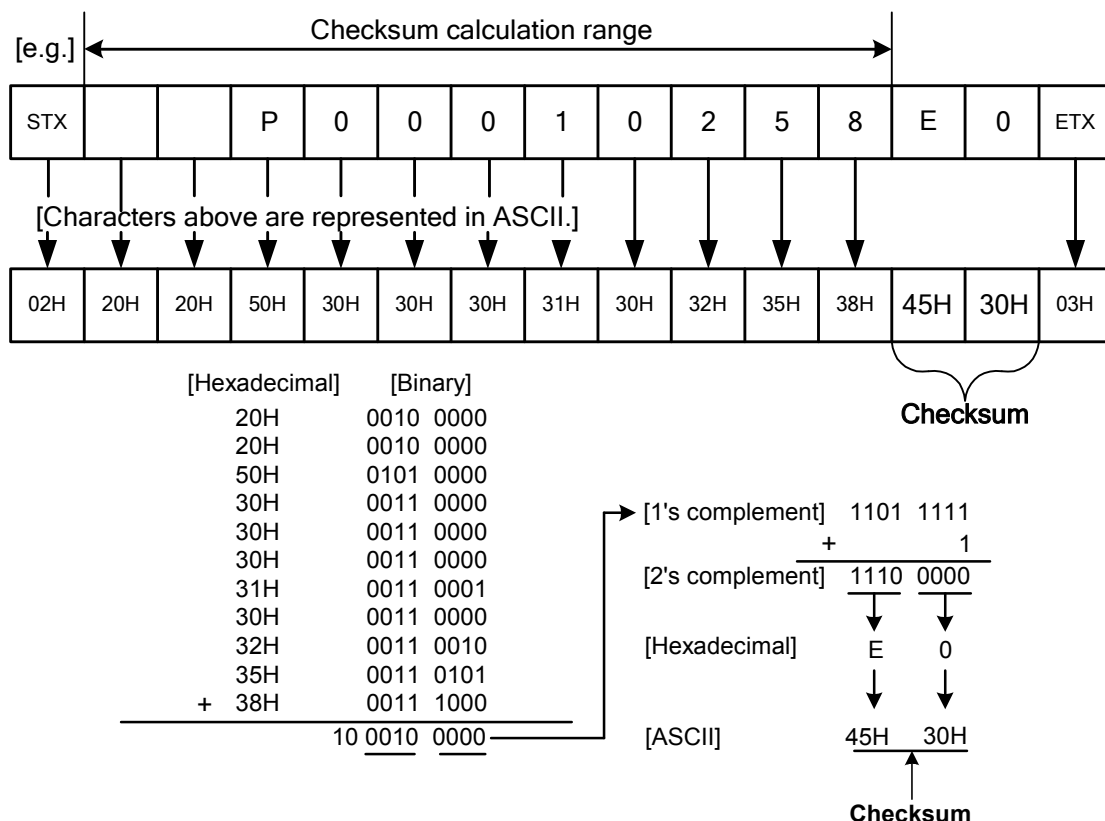 Checksum calculation range
[e.g.]
STX P 0 0 0 1 0 2 5 8 E 0 ETX
[Characters above are represented in ASCII.]
02H 20H 20H 50H 30H 30H 30H 31H 30H 32H 35H 38H 45H 30H 03H
Checksum
[Hexadecimal] [Binary]
20H 0010 0000
20H 0010 0000
50H 0101 0000
30H 0011 0000
30H 0011 0000
30H 0011 0000
31H 0011 0001
30H 0011 0000
32H 0011 0010
35H 0011 0101
+ 38H 0011 1000
10 0010 0000
[1's complement] 1101 1111
+ 1
[2's complement] 1110 0000
[Hexadecimal] E 0
[ASCII] 45H 30H
Checksum